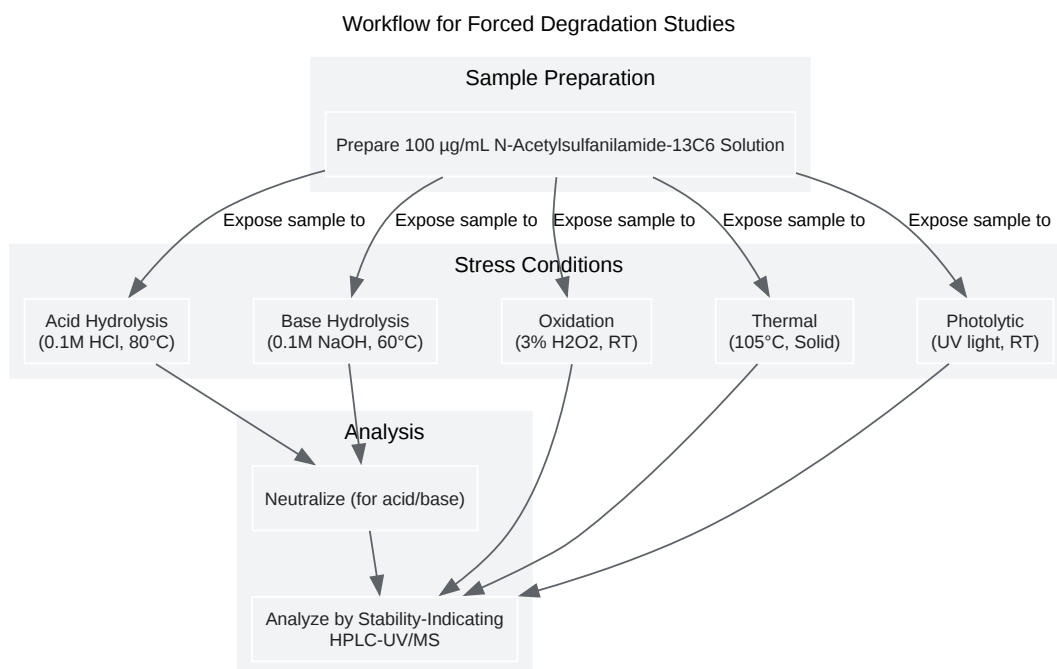 Workflow for Forced Degradation Studies
Sample Preparation
Prepare 100 µg/mL N-Acetylsulfanilamide-13C6 Solution
Expose sample to
Expose sample to
Expose sample to
Expose sample to
Expose sample to
Stress Conditions
Acid Hydrolysis
(0.1M HCl, 80°C)
Base Hydrolysis
(0.1M NaOH, 60°C)
Oxidation
(3% H2O2, RT)
Thermal
(105°C, Solid)
Photolytic
(UV light, RT)
Analysis
Neutralize (for acid/base)
Analyze by Stability-Indicating
HPLC-UV/MS